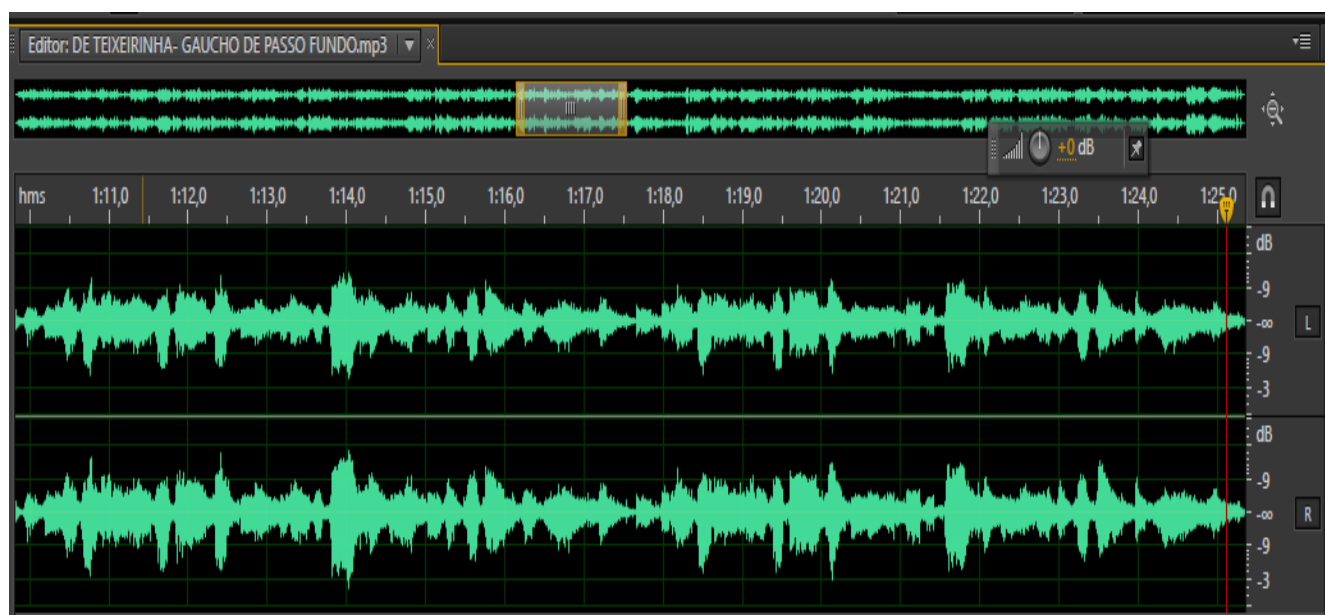 Editor: DE TEIXEIRINHA- GAUCHO DE PASSO FUNDO.mp3
+0 dB
hms 1:11,0 1:12,0 1:13,0 1:14,0 1:15,0 1:16,0 1:17,0 1:18,0 1:19,0 1:20,0 1:21,0 1:22,0 1:23,0 1:24,0 1:25,0
dB
-9
-∞ L
-9
-3
dB
-9
-∞ R
-9
-3